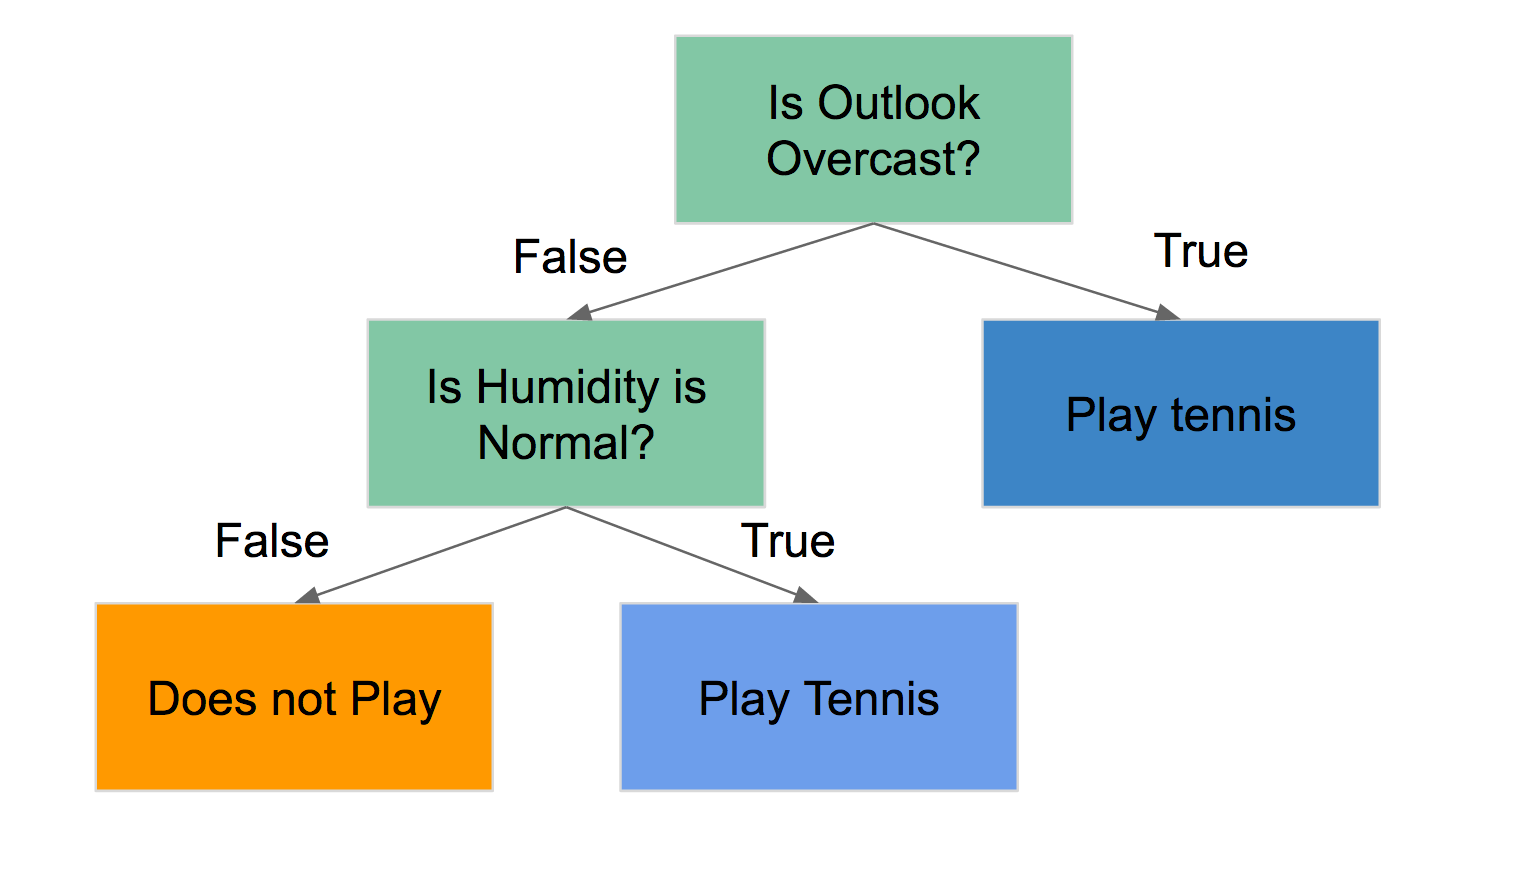 Is Outlook
Overcast?
False
True
Is Humidity is
Normal?
Play tennis
False
True
Does not Play
Play Tennis